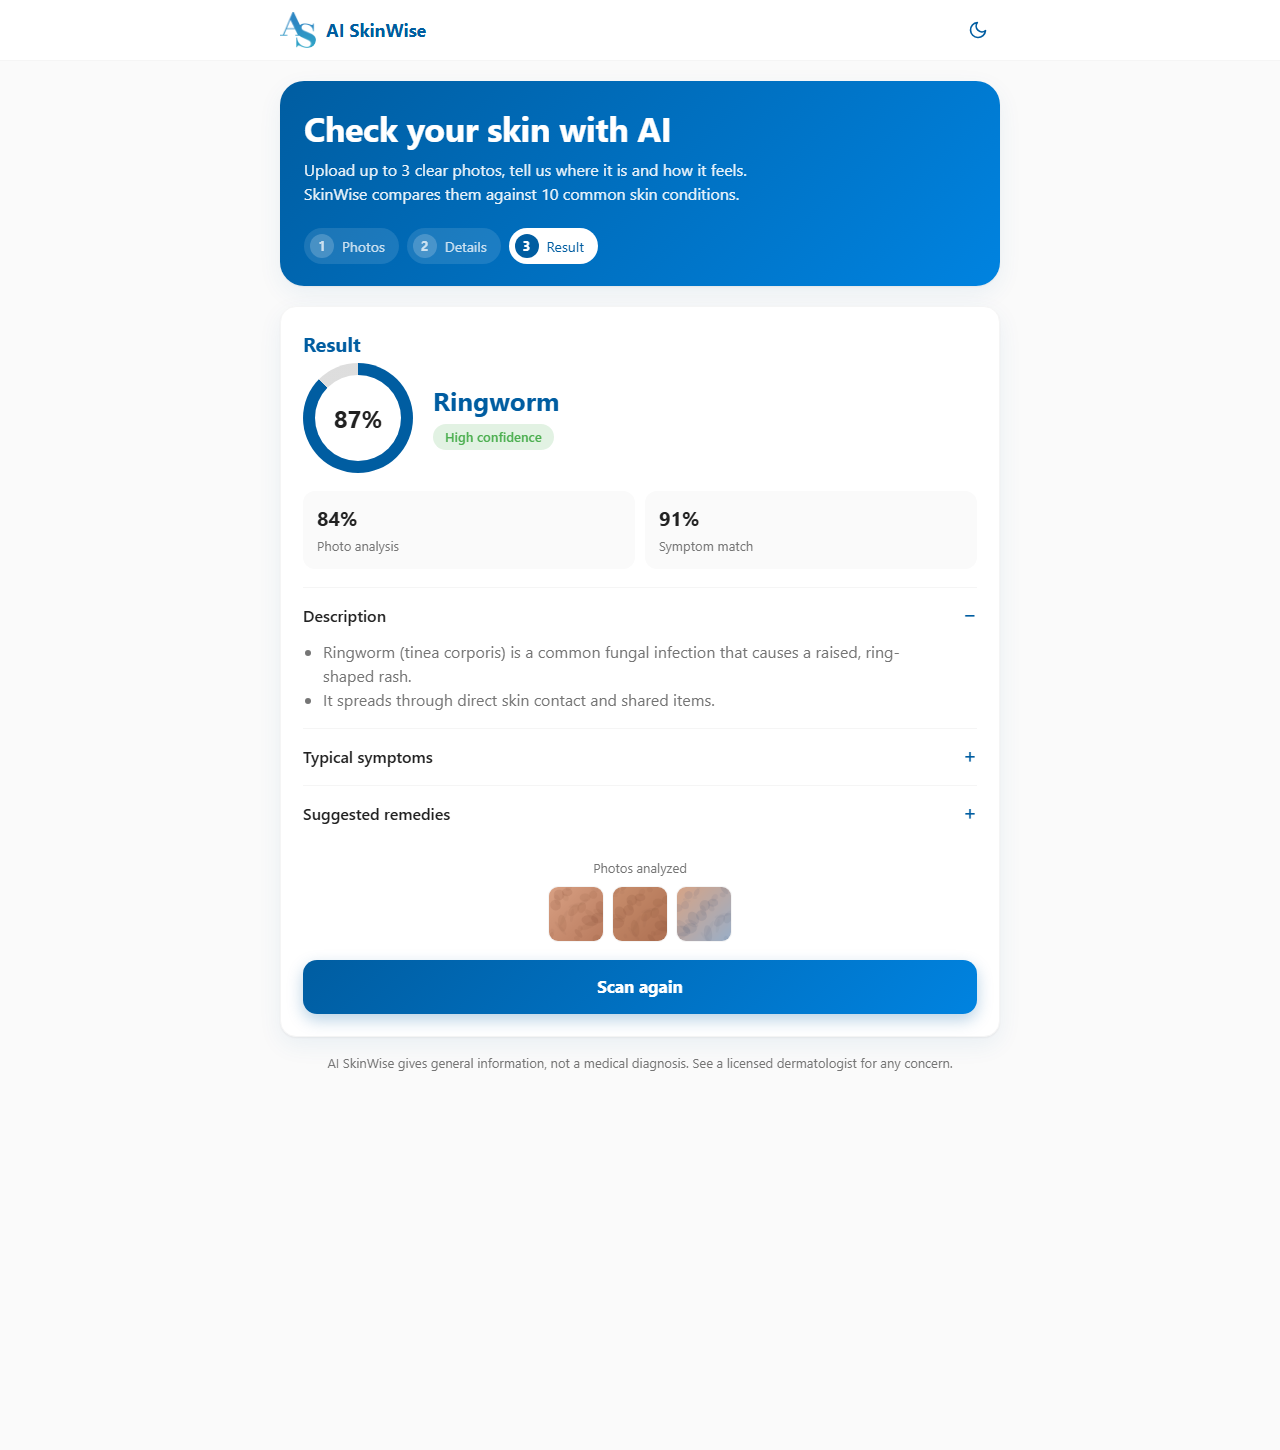 AS AI SkinWise
Check your skin with AI
Upload up to 3 clear photos, tell us where it is and how it feels.
SkinWise compares them against 10 common skin conditions.
1 Photos 2 Details 3 Result
Result
87%
Ringworm
High confidence
84%
Photo analysis
91%
Symptom match
Description −
• Ringworm (tinea corporis) is a common fungal infection that causes a raised, ring-
shaped rash.
• It spreads through direct skin contact and shared items.
Typical symptoms +
Suggested remedies +
Photos analyzed
Scan again
AI SkinWise gives general information, not a medical diagnosis. See a licensed dermatologist for any concern.